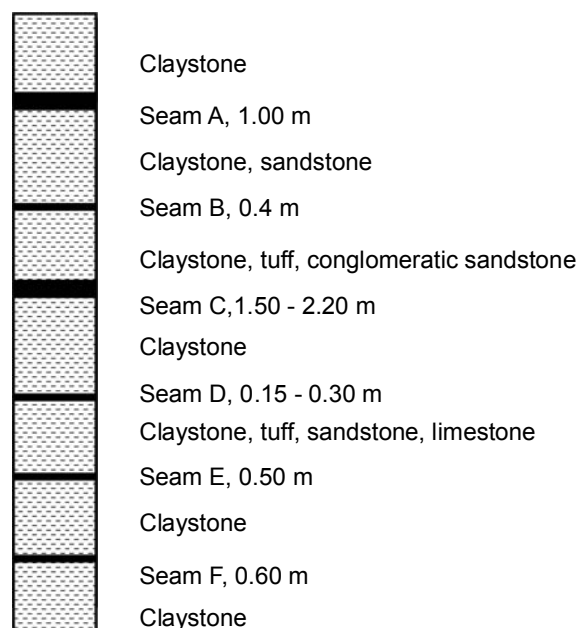 Claystone
Seam A, 1.00 m
Claystone, sandstone
Seam B, 0.4 m
Claystone, tuff, conglomeratic sandstone
Seam C,1.50 - 2.20 m
Claystone
Seam D, 0.15 - 0.30 m
Claystone, tuff, sandstone, limestone
Seam E, 0.50 m
Claystone
Seam F, 0.60 m
Claystone